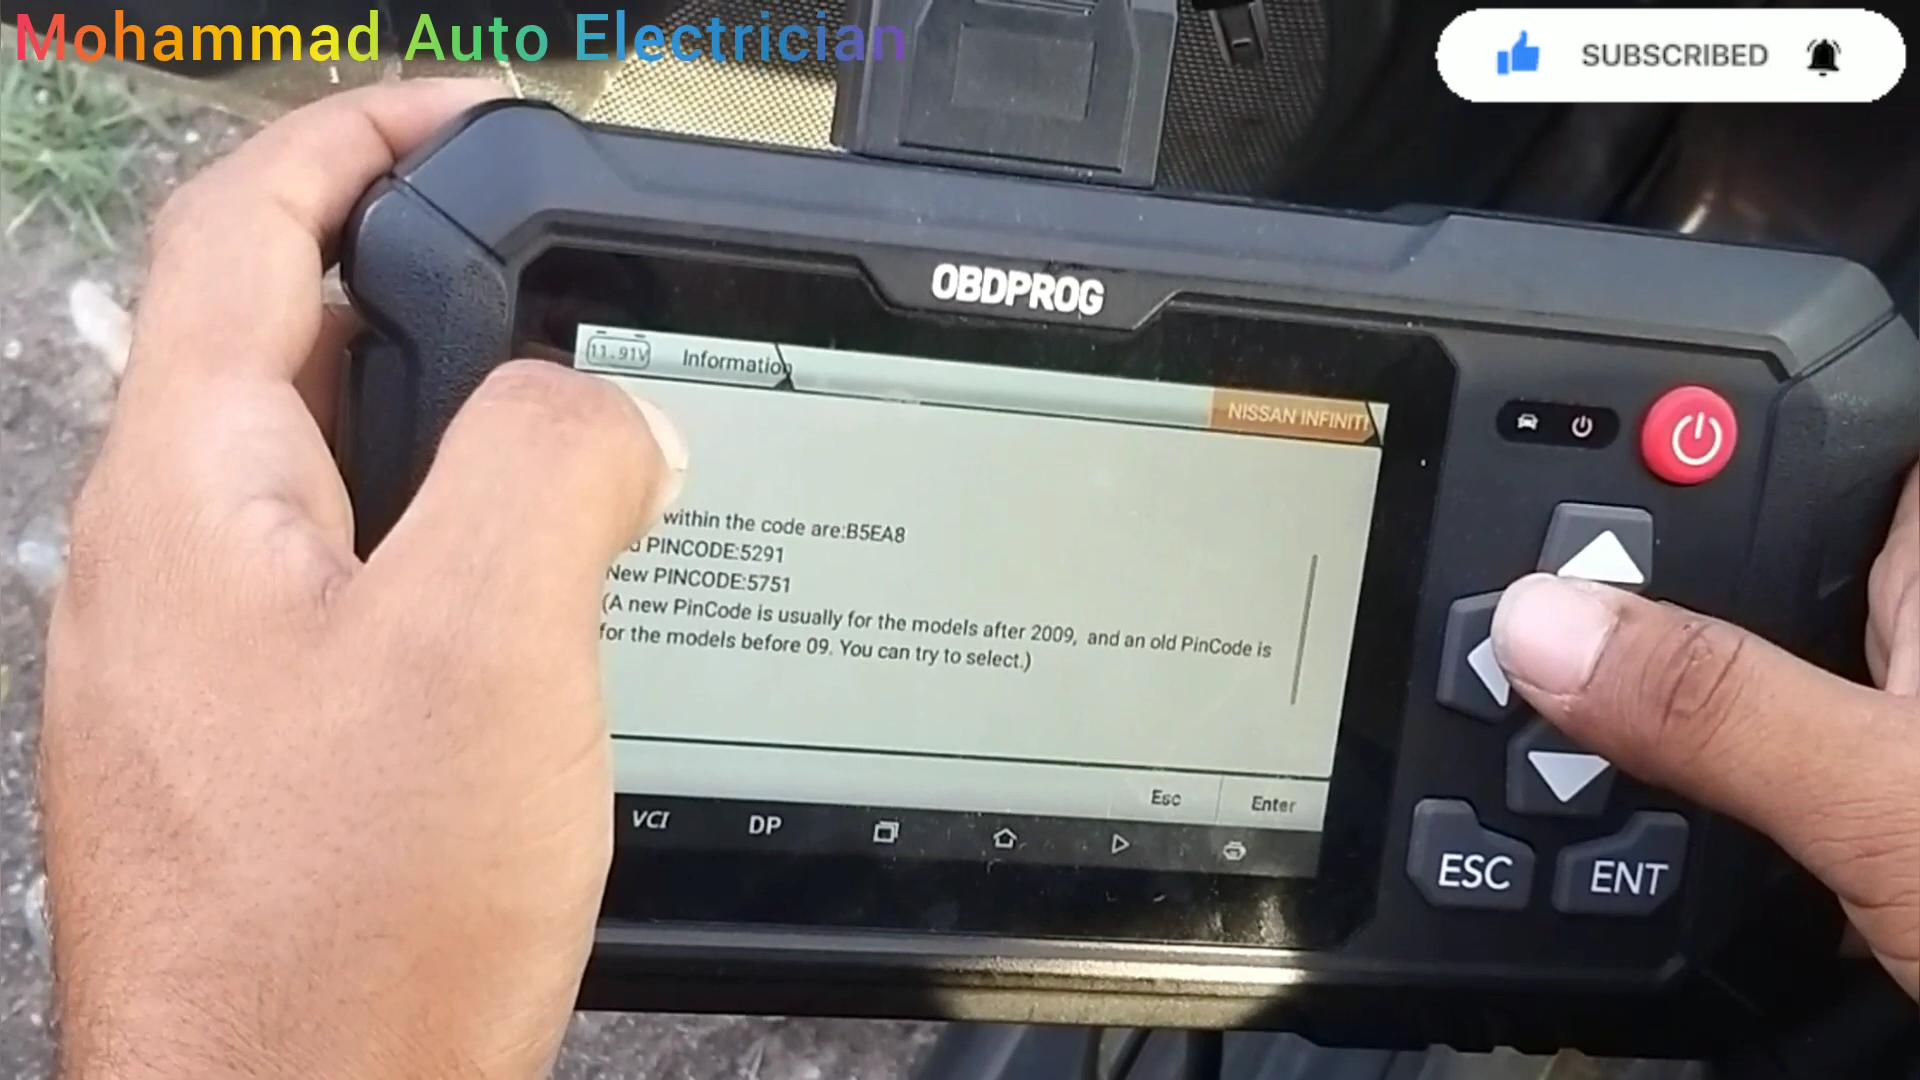 Mohammad Auto Electrician
SUBSCRIBED
OBDPROG
11.91V Information
NISSAN INFINITI
within the code are:B5EA8
PINCODE:5291
New PINCODE:5751
(A new PinCode is usually for the models after 2009, and an old PinCode is
for the models before 09. You can try to select.)
Esc Enter
VCI DP
ESC ENT